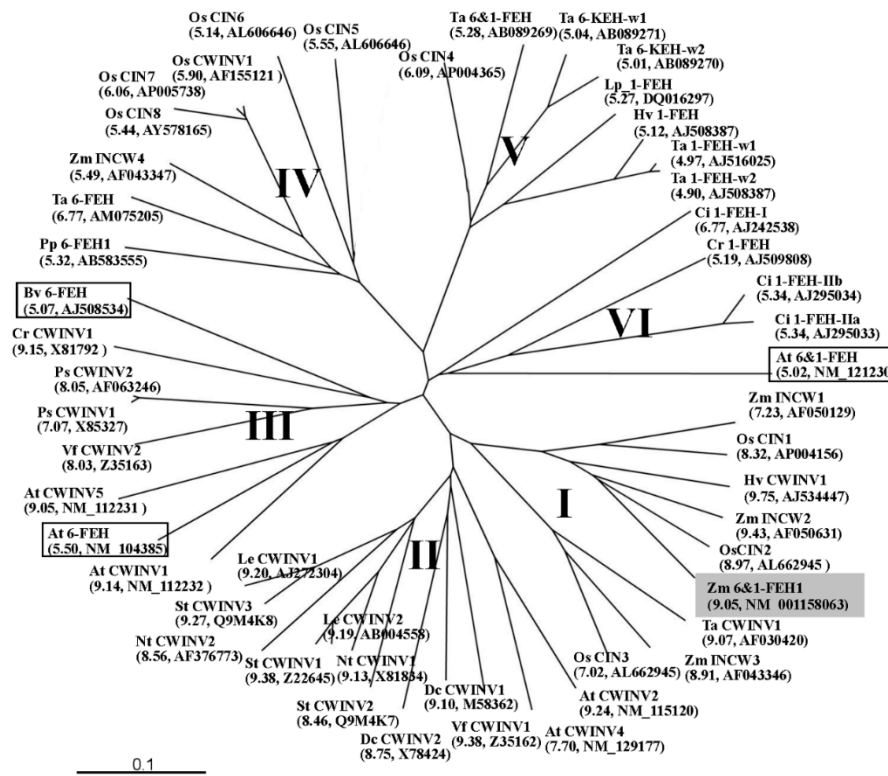 Os CIN6
(5.14, AL606646)
Os CIN5
(5.55, AL606646)
Os CWINV1
(5.90, AF155121 )
Os CIN7
(6.06, AP005738)
Os CIN8
(5.44, AY578165)
Zm INCW4
(5.49, AF043347)
Ta 6-FEH
(6.77, AM075205)
Pp 6-FEH1
(5.32, AB583555)
IV
Os CIN4
(6.09, AP004365)
Ta 6&1-FEH
(5.28, AB089269)
Ta 6-KEH-w1
(5.04, AB089271)
Ta 6-KEH-w2
(5.01, AB089270)
Lp_1-FEH
(5.27, DQ016297)
Hv 1-FEH
(5.12, AJ508387)
Ta 1-FEH-w1
(4.97, AJ516025)
Ta 1-FEH-w2
(4.90, AJ508387)
V
Ci 1-FEH-I
(6.77, AJ242538)
Cr 1-FEH
(5.19, AJ509808)
Ci 1-FEH-IIb
(5.34, AJ295034)
Ci 1-FEH-IIa
(5.34, AJ295033)
At 6&1-FEH
(5.02, NM_121230
VI
Bv 6-FEH
(5.07, AJ508534)
Cr CWINV1
(9.15, X81792 )
Ps CWINV2
(8.05, AF063246)
Ps CWINV1
(7.07, X85327)
Vf CWINV2
(8.03, Z35163)
At CWINV5
(9.05, NM_112231)
At 6-FEH
(5.50, NM_104385)
At CWINV1
(9.14, NM_112232)
III
Le CWINV1
(9.20, AJ272304)
St CWINV3
(9.27, Q9M4K8)
Nt CWINV2
(8.56, AF376773)
Le CWINV2
(9.19, AB004558)
St CWINV1
(9.38, Z22645)
Nt CWINV1
(9.13, X81834)
St CWINV2
(8.46, Q9M4K7)
Dc CWINV2
(8.75, X78424)
Dc CWINV1
(9.10, M58362)
Vf CWINV1
(9.38, Z35162)
At CWINV4
(7.70, NM_129177)
At CWINV2
(9.24, NM_115120)
II
Zm INCW1
(7.23, AF050129)
Os CIN1
(8.32, AP004156)
Hv CWINV1
(9.75, AJ534447)
Zm INCW2
(9.43, AF050631)
OsCIN2
(8.97, AL662945 )
Zm 6&1-FEH1
(9.05, NM_001158063)
Ta CWINV1
(9.07, AF030420)
Zm INCW3
(8.91, AF043346)
Os CIN3
(7.02, AL662945)
I
0.1